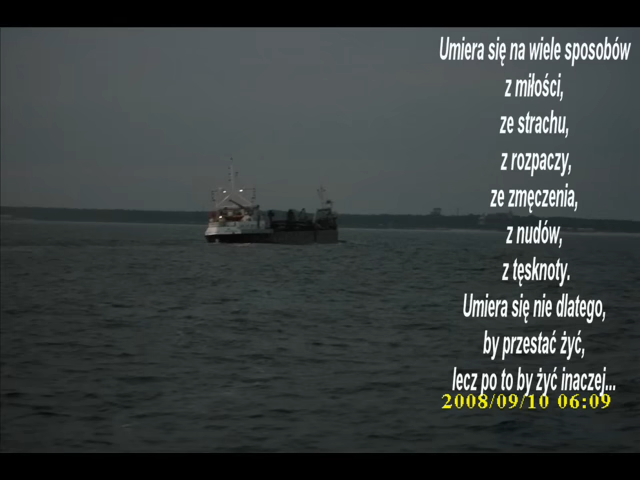 Umiera się na wiele sposobów
z miłości,
ze strachu,
z rozpaczy,
ze zmęczenia,
z nudów,
z tęsknoty.
Umiera się nie dlatego,
by przestać żyć,
lecz po to by żyć inaczej...
2008/09/10 06:09